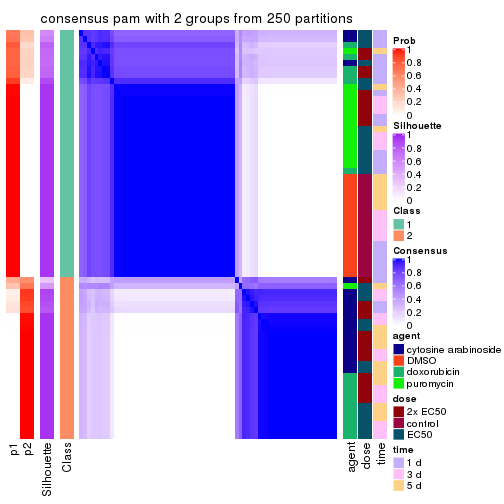 consensus pam with 2 groups from 250 partitions
Prob
1
0.8
0.6
0.4
0.2
0
Silhouette
1
0.8
0.6
0.4
0.2
0
Class
1
2
Consensus
1
0.8
0.6
0.4
0.2
0
agent
cytosine arabinoside
DMSO
doxorubicin
puromycin
dose
2x EC50
control
EC50
time
1 d
3 d
5 d
p1
p2
Silhouette
Class
agent
dose
time